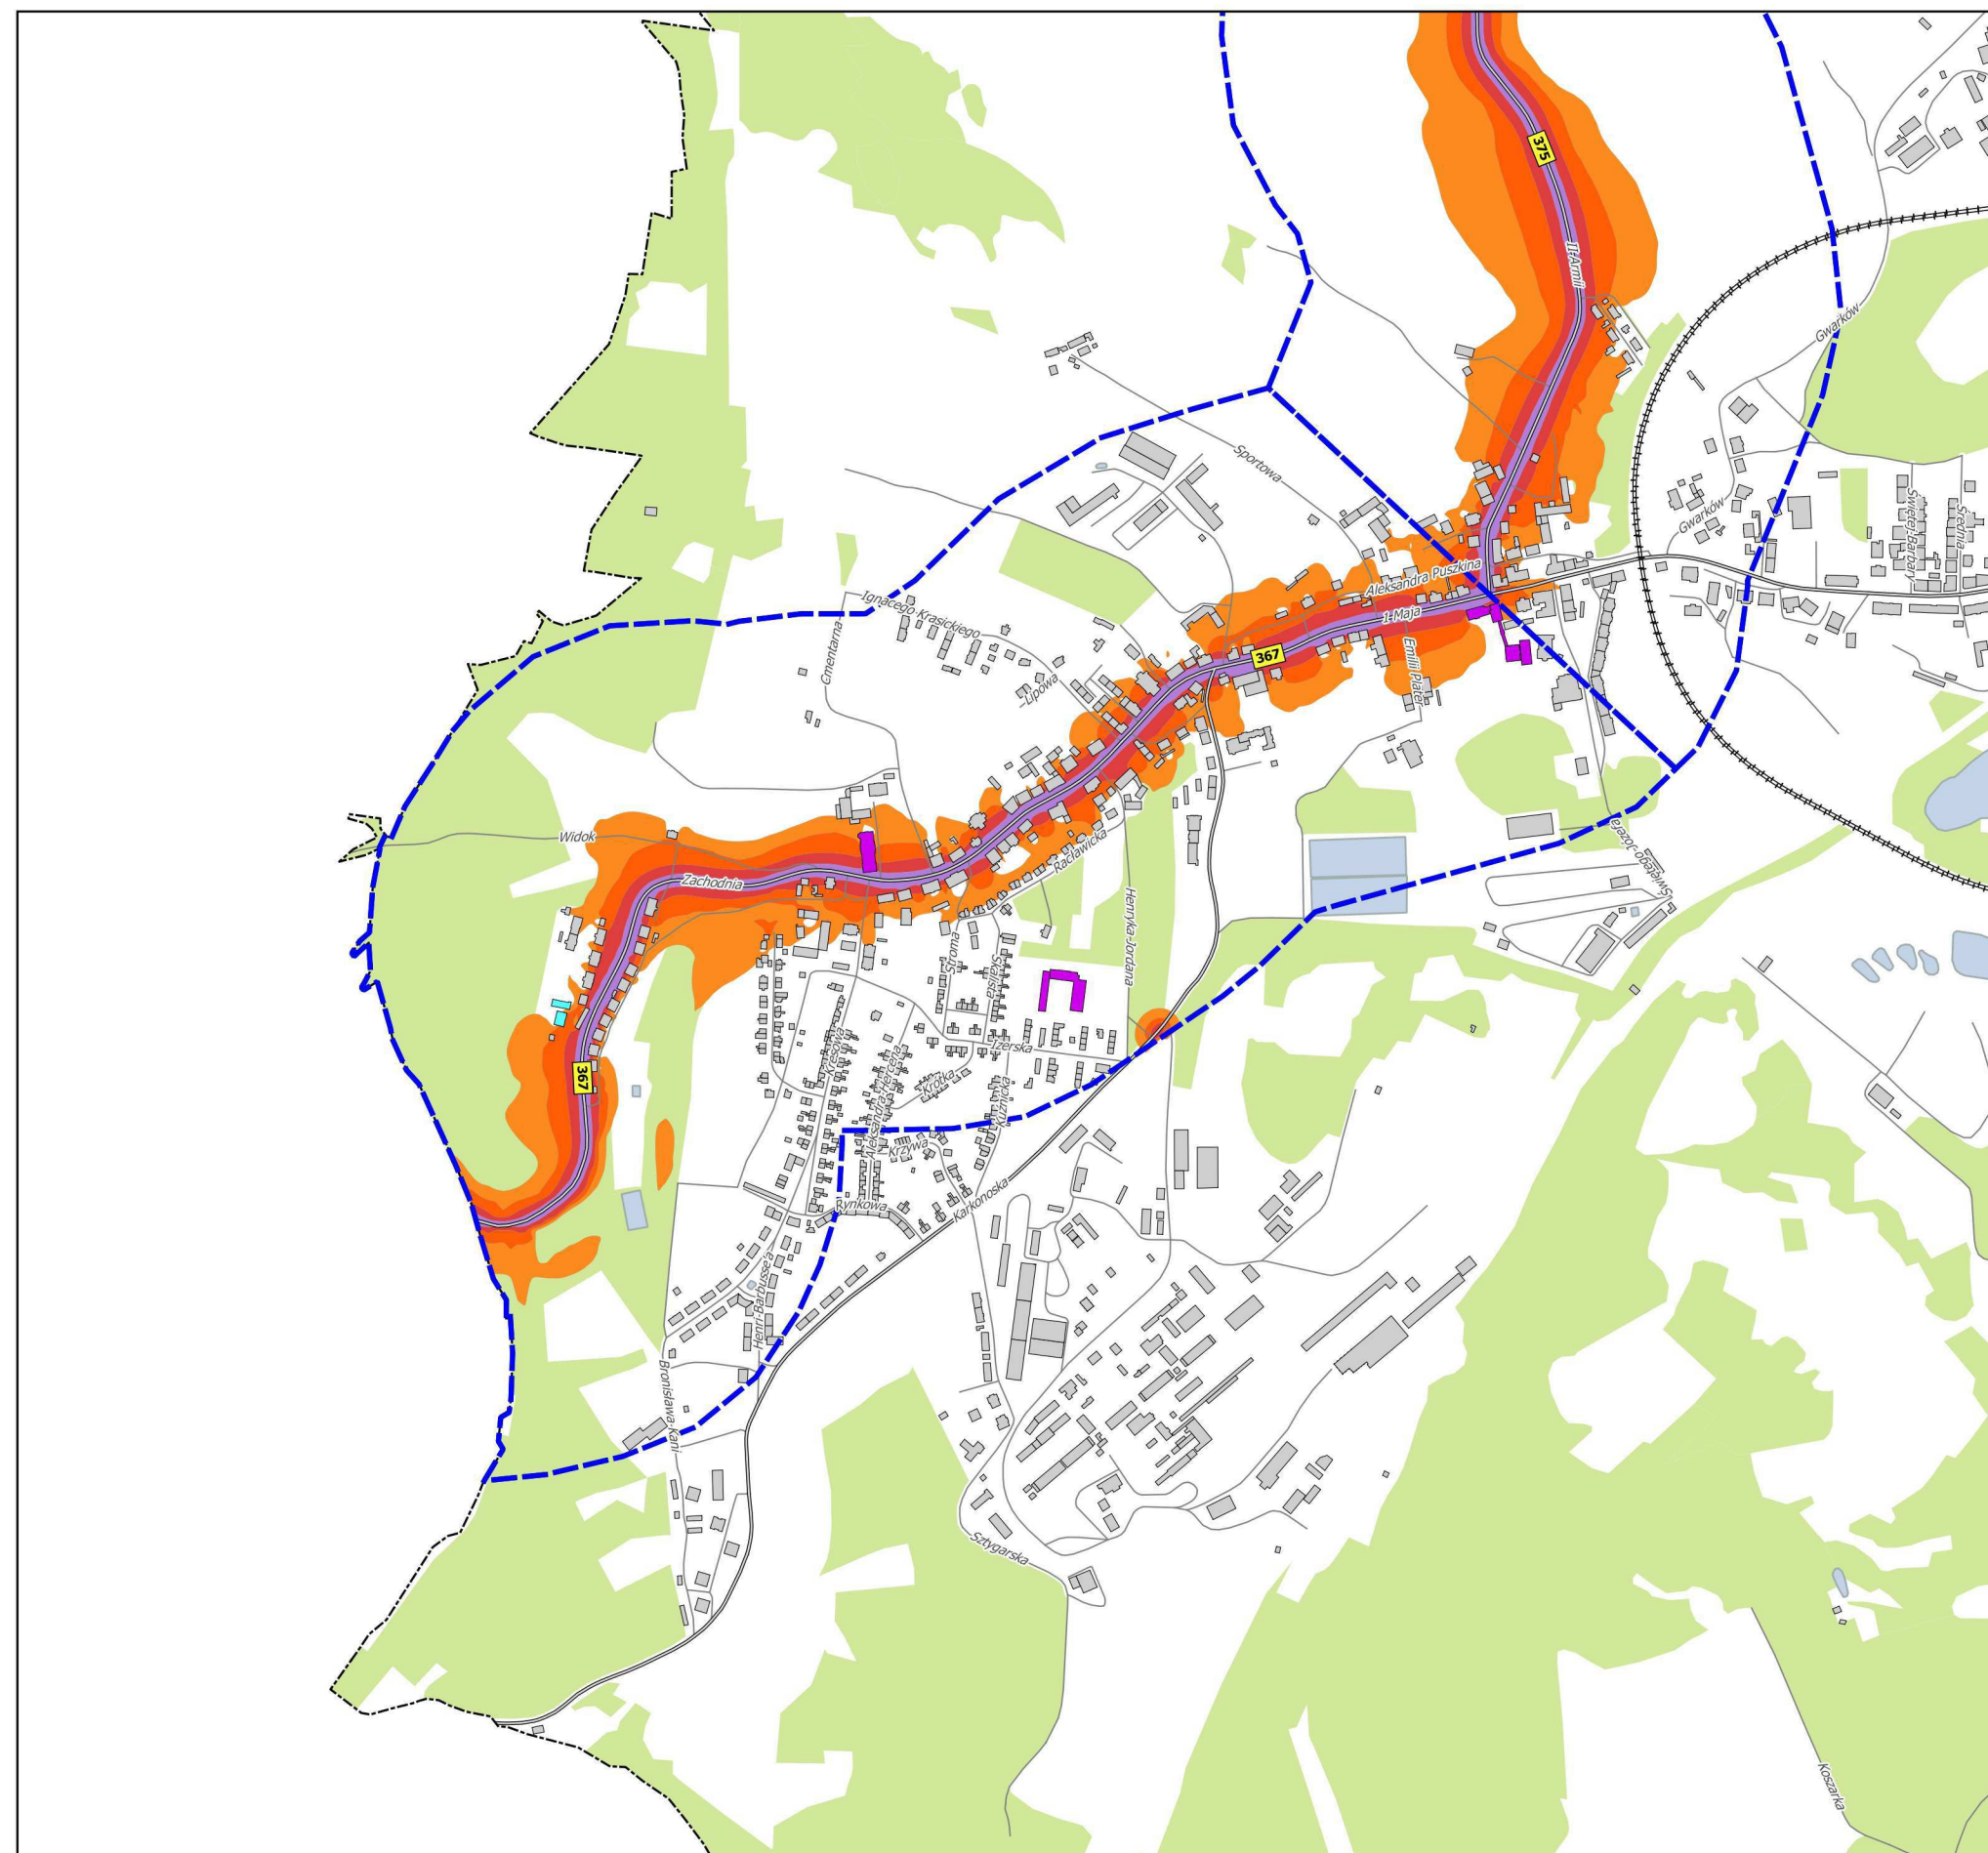 375
II Armii
Gwarków
Sportowa
Świętej Barbary
Średnia
Gwarków
Aleksandra Puszkina
Ignacego Krasickiego
1 Maja
Cmentarna
367
Emilii Plater
Lipowa
Widok
Świętego Józefa
Racławicka
Zachodnia
Henryka Jordana
Stroma
Skalista
Izerska
Kresowa
367
Aleksandra Hercena
Krótka
Kuźnicka
Krzywa
Rynkowa
Karkonoska
Henri Barbusse'a
Bronisława Kani
Sztygarska
Koszarka